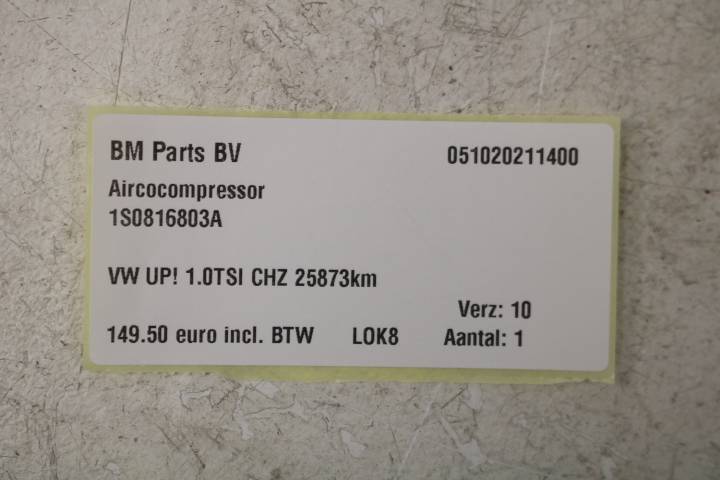 BM Parts BV 051020211400
Aircocompressor
1S0816803A
VW UP! 1.0TSI CHZ 25873km
Verz: 10
149.50 euro incl. BTW LOK8 Aantal: 1